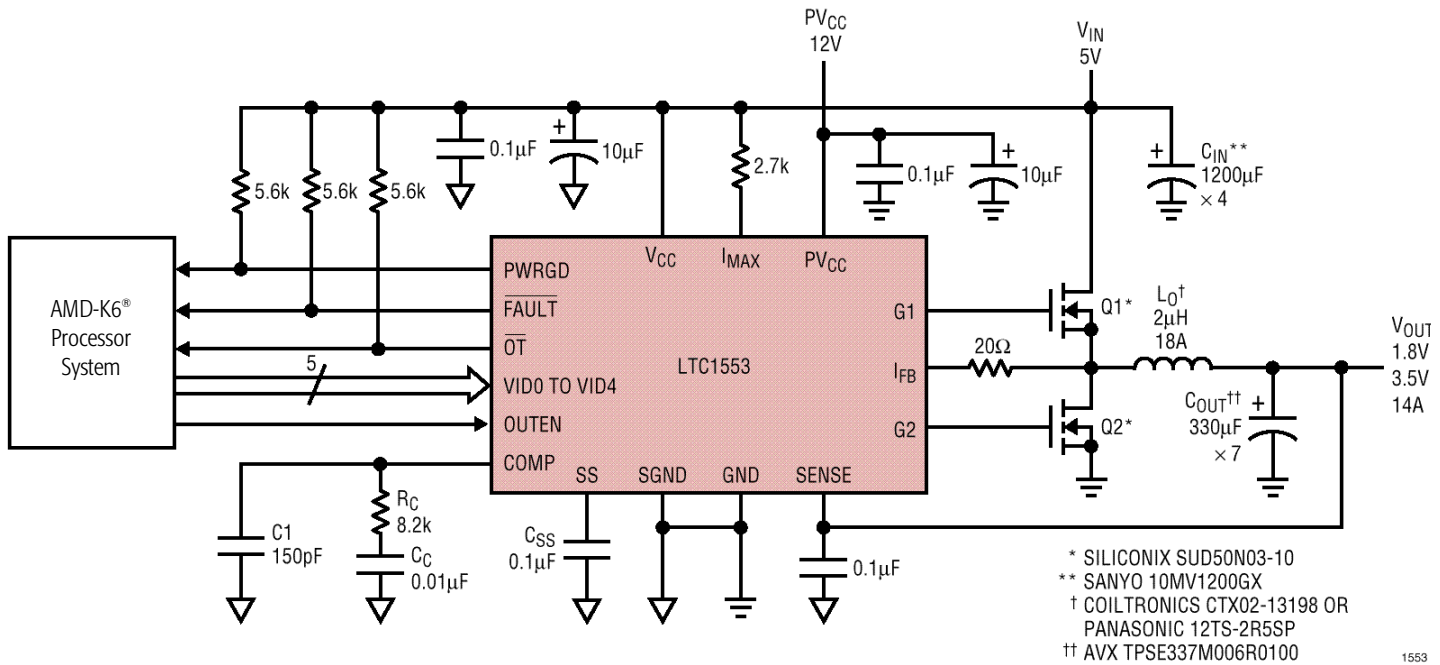 PVCC
12V
VIN
5V
0.1µF
+
10µF
2.7k
0.1µF
+
10µF
+
CIN**
1200µF
× 4
5.6k
5.6k
5.6k
AMD-K6®
Processor
System
PWRGD
FAULT
OT
5
VID0 TO VID4
OUTEN
COMP
VCC
IMAX
PVCC
LTC1553
G1
IFB
G2
SS
SGND
GND
SENSE
Q1*
20Ω
Q2*
LO†
2µH
18A
VOUT
1.8V
3.5V
14A
COUT††
+
330µF
× 7
RC
8.2k
C1
150pF
CC
0.01µF
CSS
0.1µF
0.1µF
* SILICONIX SUD50N03-10
** SANYO 10MV1200GX
† COILTRONICS CTX02-13198 OR
PANASONIC 12TS-2R5SP
†† AVX TPSE337M006R0100
1553